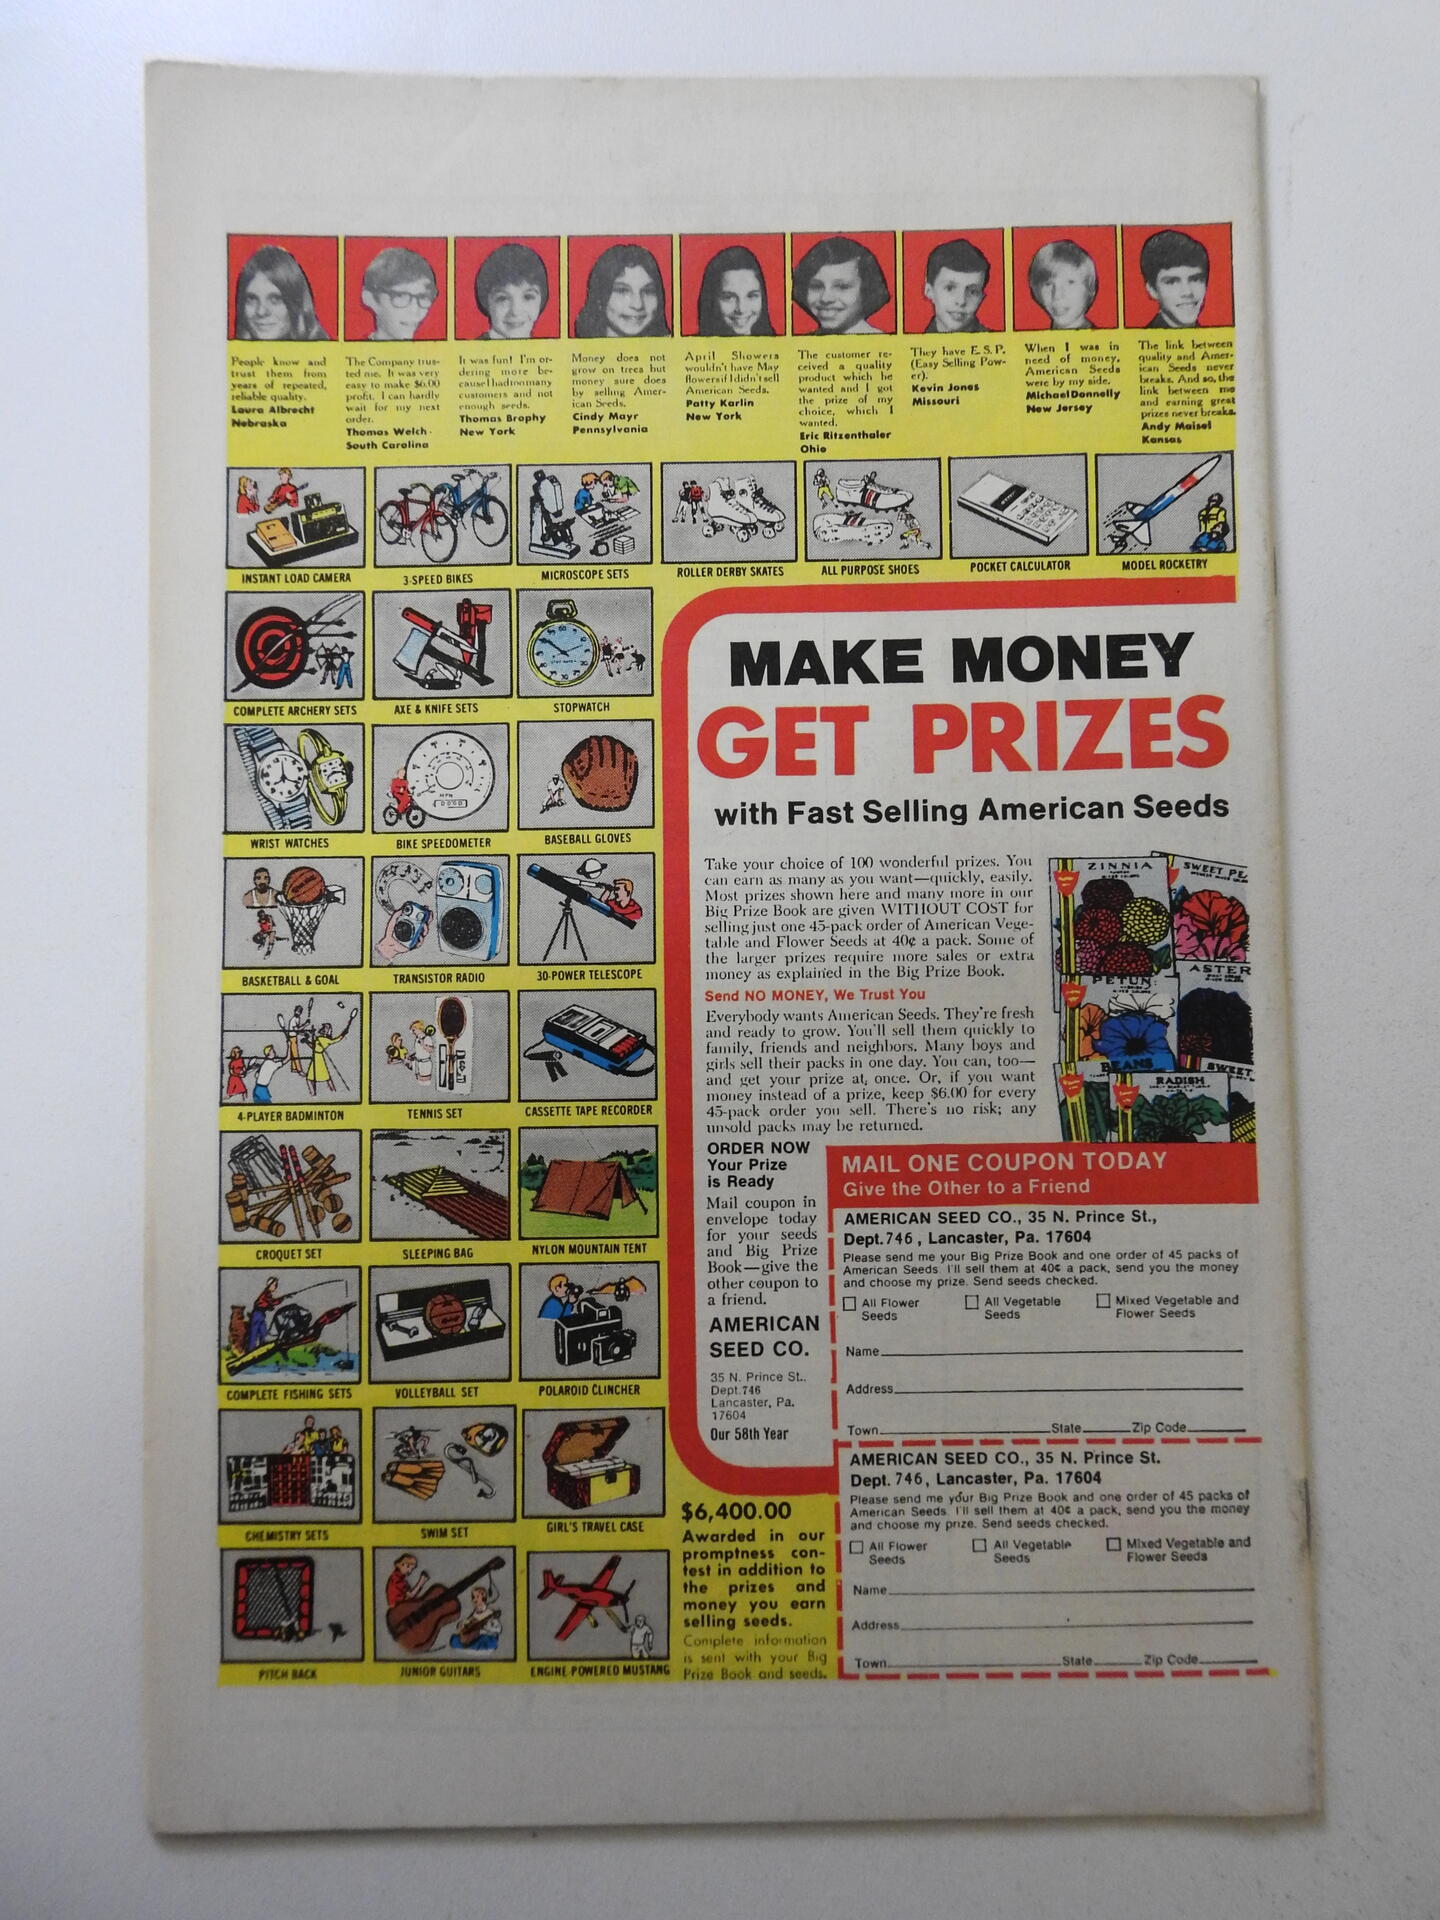 People know and
trust them from
years of repeated,
reliable quality.
Laura Albrecht
Nebraska
The Company trus-
ted me. It was very
easy to make $6.00
profit. I can hardly
wait for my next
order.
Thomas Welch
South Carolina
It was fun! I'm or-
dering more be-
cause I had too many
customers and not
enough seeds.
Thomas Brophy
New York
Money does not
grow on trees but
money sure does
by selling Amer-
ican Seeds.
Cindy Mayr
Pennsylvania
April Showers
wouldn't have May
flowers if I didn't sell
American Seeds.
Patty Karlin
New York
The customer re-
ceived a quality
product which he
wanted and I got
the prize of my
choice, which I
wanted.
Eric Ritzenthaler
Ohio
They have E.S.P.
(Easy Selling Pow-
er).
Kevin Jones
Missouri
When I was in
need of money,
American Seeds
were by my side.
Michael Donnelly
New Jersey
The link between
quality and Amer-
ican Seeds never
breaks. And so, the
link between me
and earning great
prizes never breaks.
Andy Maisel
Kansas
INSTANT LOAD CAMERA
3-SPEED BIKES
MICROSCOPE SETS
ROLLER DERBY SKATES
ALL PURPOSE SHOES
POCKET CALCULATOR
MODEL ROCKETRY
COMPLETE ARCHERY SETS
AXE & KNIFE SETS
STOPWATCH
WRIST WATCHES
BIKE SPEEDOMETER
BASEBALL GLOVES
BASKETBALL & GOAL
TRANSISTOR RADIO
30-POWER TELESCOPE
4-PLAYER BADMINTON
TENNIS SET
CASSETTE TAPE RECORDER
CROQUET SET
SLEEPING BAG
NYLON MOUNTAIN TENT
COMPLETE FISHING SETS
VOLLEYBALL SET
POLAROID CLINCHER
CHEMISTRY SETS
SWIM SET
GIRL'S TRAVEL CASE
PITCH BACK
JUNIOR GUITARS
ENGINE POWERED MUSTANG
MAKE MONEY
GET PRIZES
with Fast Selling American Seeds
Take your choice of 100 wonderful prizes. You
can earn as many as you want—quickly, easily.
Most prizes shown here and many more in our
Big Prize Book are given WITHOUT COST for
selling just one 45-pack order of American Vege-
table and Flower Seeds at 40¢ a pack. Some of
the larger prizes require more sales or extra
money as explained in the Big Prize Book.
Send NO MONEY, We Trust You
Everybody wants American Seeds. They're fresh
and ready to grow. You'll sell them quickly to
family, friends and neighbors. Many boys and
girls sell their packs in one day. You can, too—
and get your prize at once. Or, if you want
money instead of a prize, keep $6.00 for every
45-pack order you sell. There's no risk; any
unsold packs may be returned.
ZINNIA
SWEET PE
PETUN
ASTER
BEANS
RADISH
SWEET
ORDER NOW
Your Prize
is Ready
Mail coupon in
envelope today
for your seeds
and Big Prize
Book—give the
other coupon to
a friend.
AMERICAN
SEED CO.
35 N. Prince St.,
Dept. 746
Lancaster, Pa.
17604
Our 58th Year
MAIL ONE COUPON TODAY
Give the Other to a Friend
AMERICAN SEED CO., 35 N. Prince St.,
Dept. 746, Lancaster, Pa. 17604
Please send me your Big Prize Book and one order of 45 packs of
American Seeds. I'll sell them at 40¢ a pack, send you the money
and choose my prize. Send seeds checked.
All Flower
Seeds
All Vegetable
Seeds
Mixed Vegetable and
Flower Seeds
Name
Address
Town State Zip Code
AMERICAN SEED CO., 35 N. Prince St.
Dept. 746, Lancaster, Pa. 17604
Please send me your Big Prize Book and one order of 45 packs of
American Seeds. I'll sell them at 40¢ a pack, send you the money
and choose my prize. Send seeds checked.
All Flower
Seeds
All Vegetable
Seeds
Mixed Vegetable and
Flower Seeds
Name
Address
Town State Zip Code
$6,400.00
Awarded in our
promptness con-
test in addition to
the prizes and
money you earn
selling seeds.
Complete information
is sent with your Big
Prize Book and seeds.